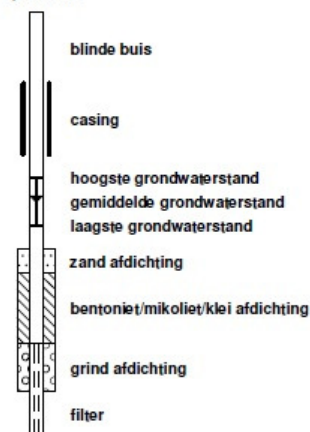 blinde buis
casing
hoogste grondwaterstand
gemiddelde grondwaterstand
laagste grondwaterstand
zand afdichting
bentoniet/mikoliet/klei afdichting
grind afdichting
filter